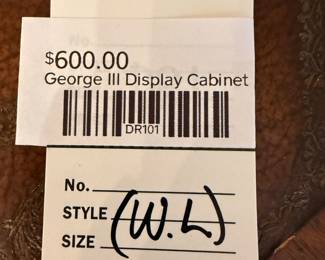 $600.00
George III Display Cabinet
DR101
No.
STYLE (W.L.)
SIZE